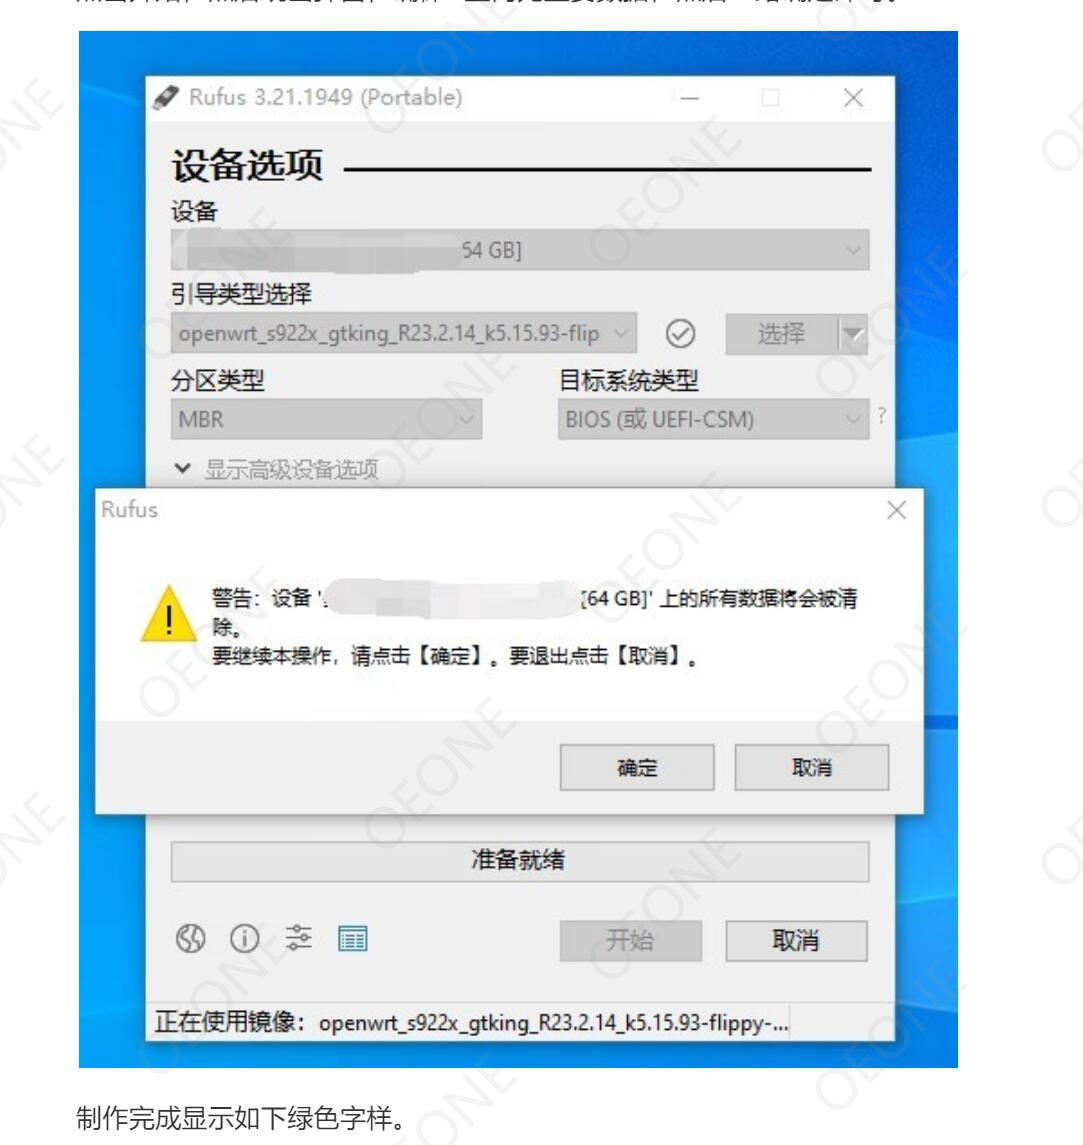 Rufus 3.21.1949 (Portable)
设备选项
设备
64 GB]
引导类型选择
openwrt_s922x_gtking_R23.2.14_k5.15.93-flip
选择
分区类型
目标系统类型
MBR
BIOS (或 UEFI-CSM)
?
显示高级设备选项
Rufus
警告：设备 '
[64 GB]' 上的所有数据将会被清
除。
要继续本操作，请点击【确定】。要退出点击【取消】。
确定
取消
准备就绪
开始
取消
正在使用镜像：openwrt_s922x_gtking_R23.2.14_k5.15.93-flippy-...
制作完成显示如下绿色字样。
OEONE